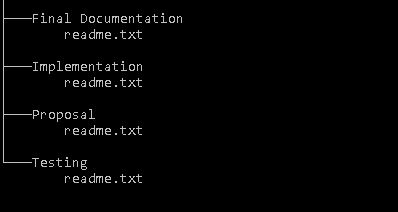 Final Documentation
readme.txt
Implementation
readme.txt
Proposal
readme.txt
Testing
readme.txt